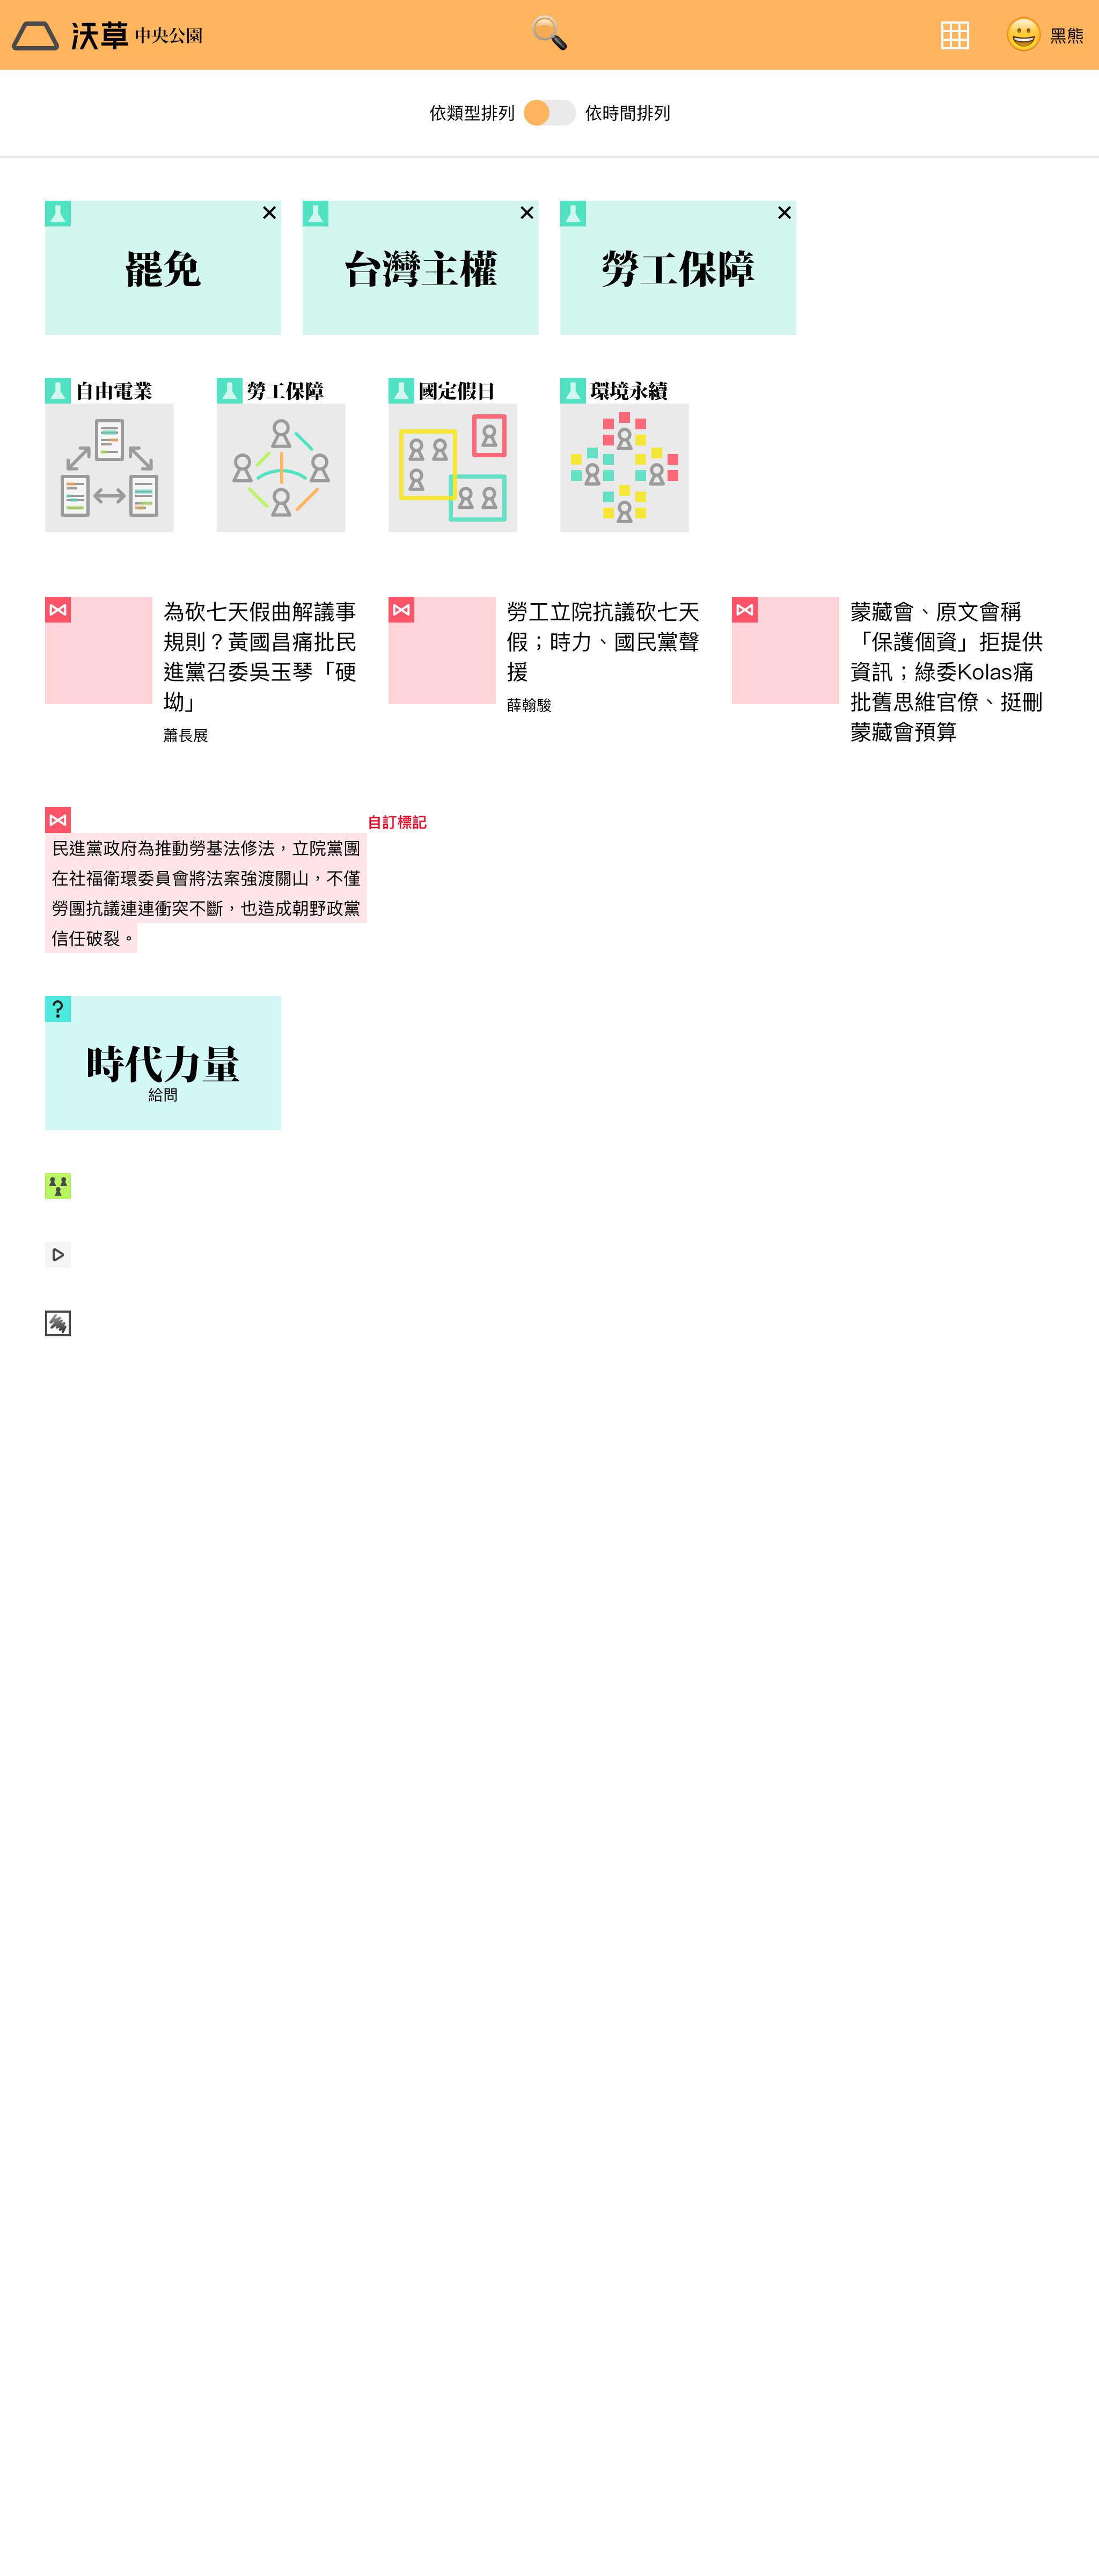 沃草 中央公園 黑熊
依類型排列 依時間排列
罷免
台灣主權
勞工保障
自由電業
勞工保障
國定假日
環境永續
為砍七天假曲解議事
規則？黃國昌痛批民
進黨召委吳玉琴「硬
坳」
蕭長展
勞工立院抗議砍七天
假；時力、國民黨聲
援
薛翰駿
蒙藏會、原文會稱
「保護個資」拒提供
資訊；綠委Kolas痛
批舊思維官僚、挺刪
蒙藏會預算
自訂標記
民進黨政府為推動勞基法修法，立院黨團
在社福衛環委員會將法案強渡關山，不僅
勞團抗議連連衝突不斷，也造成朝野政黨
信任破裂。
?
時代力量
給問